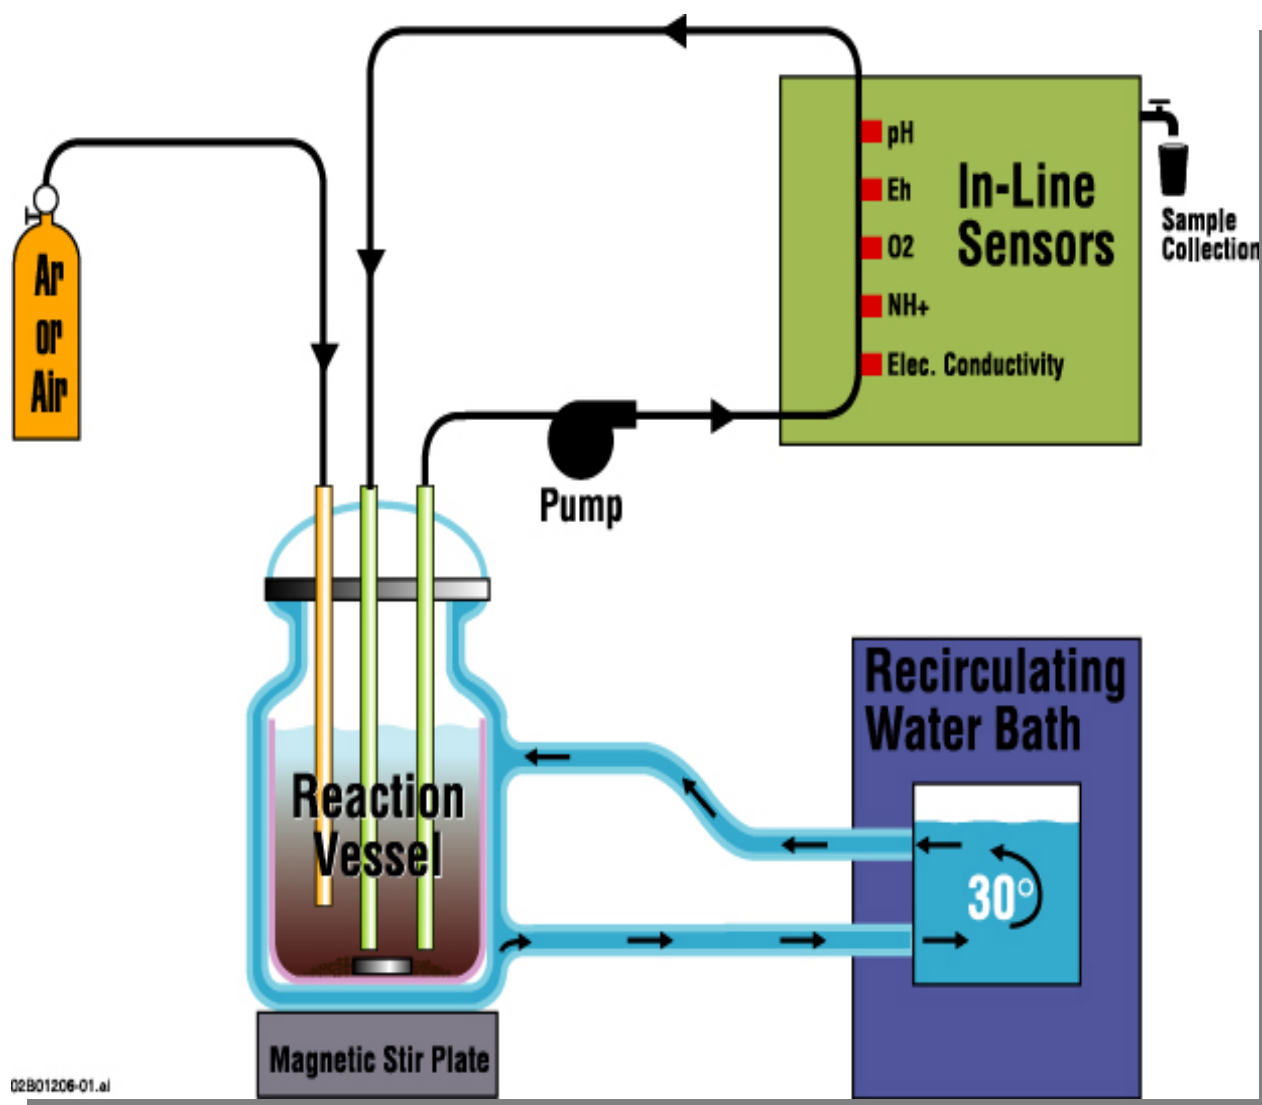 pH
Eh
O2
NH+
Elec. Conductivity
In-Line
Sensors
Sample
Collection
Ar
or
Air
Pump
Recirculating
Water Bath
Reaction
Vessel
30°
Magnetic Stir Plate
02B01206-01.ai